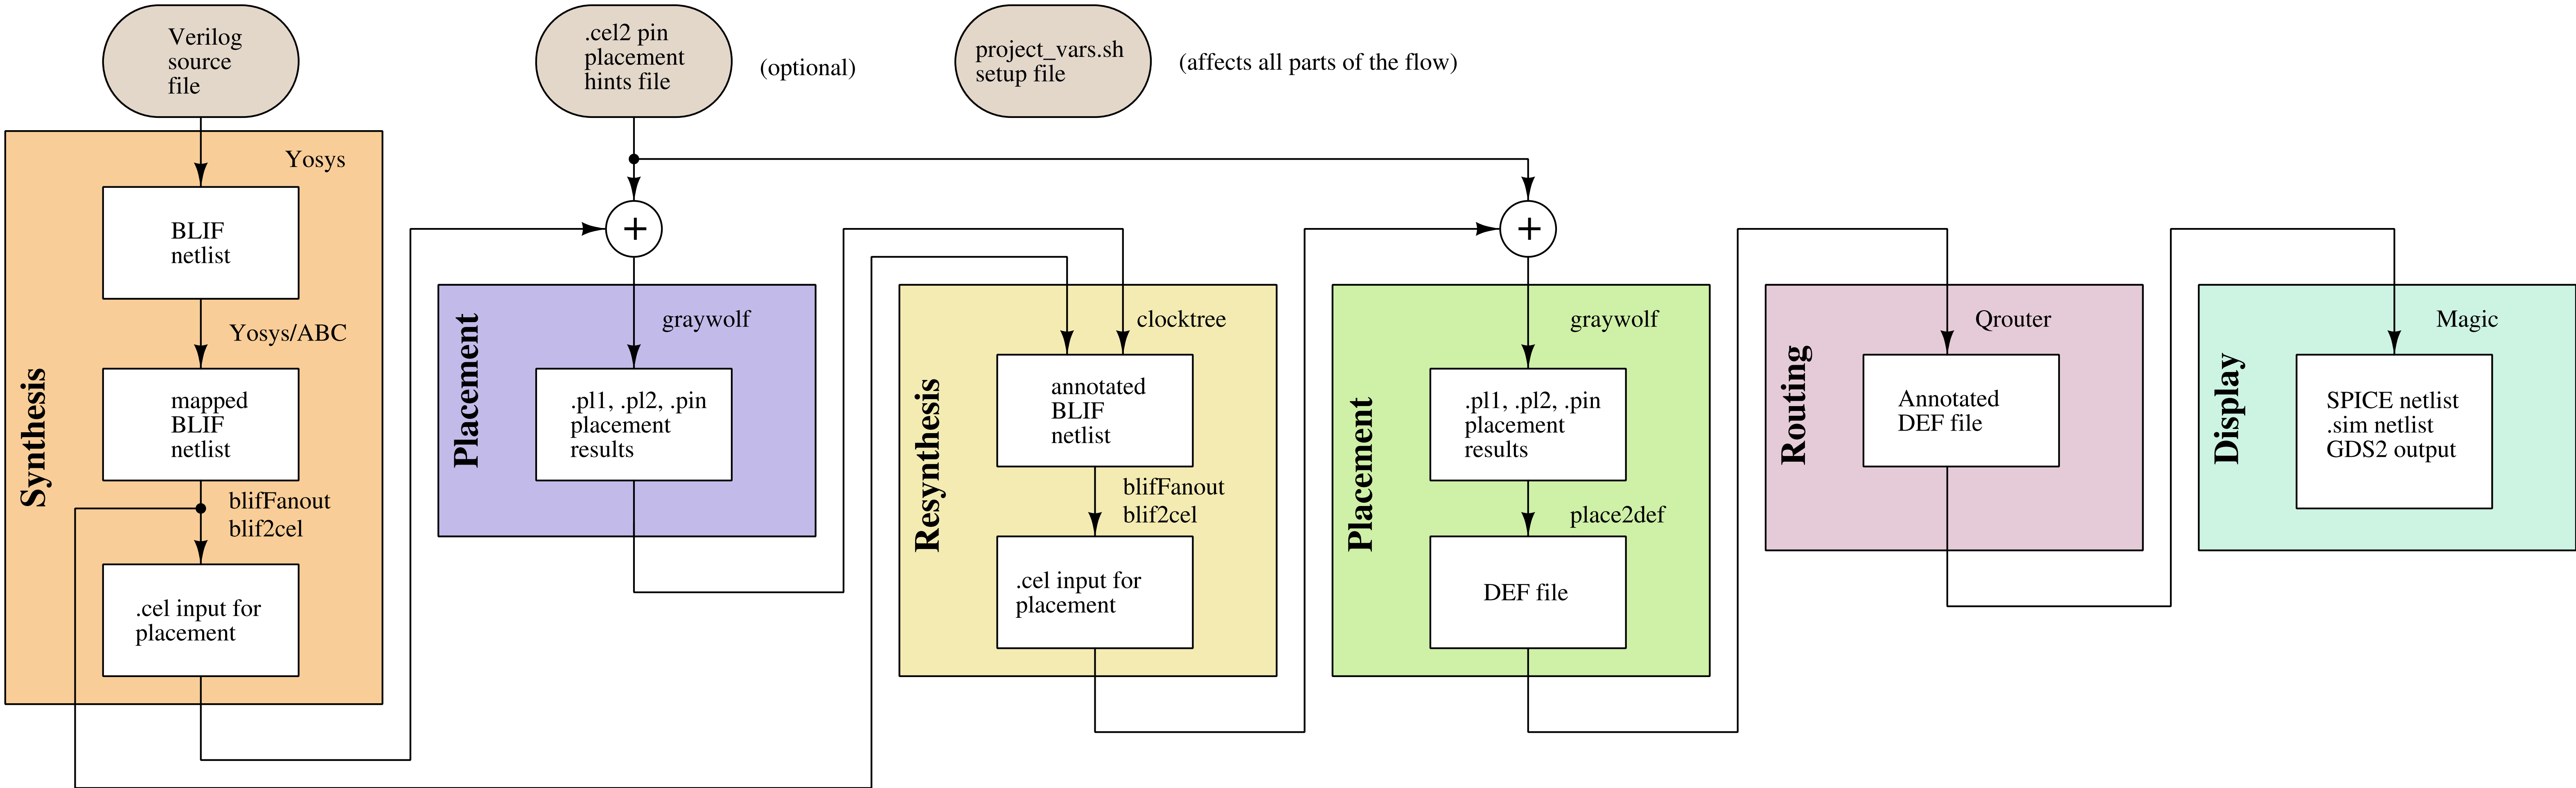 Verilog
source
file
.cel2 pin
placement
hints file
(optional)
project_vars.sh
setup file
(affects all parts of the flow)
Synthesis
Yosys
BLIF
netlist
Yosys/ABC
mapped
BLIF
netlist
blifFanout
blif2cel
.cel input for
placement
+
Placement
graywolf
.pl1, .pl2, .pin
placement
results
Resynthesis
clocktree
annotated
BLIF
netlist
blifFanout
blif2cel
.cel input for
placement
+
Placement
graywolf
.pl1, .pl2, .pin
placement
results
place2def
DEF file
Routing
Qrouter
Annotated
DEF file
Display
Magic
SPICE netlist
.sim netlist
GDS2 output